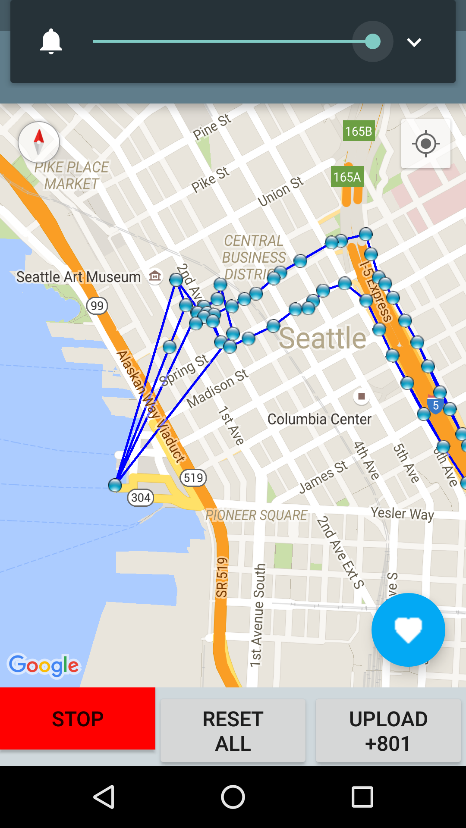 165B
Pine St
PIKE PLACE
MARKET
Pike St
165A
Union St
CENTRAL
BUSINESS
DISTRICT
Seattle Art Museum
2nd Ave
I-5 Express
99
Seattle
Spring St
Madison St
Alaskan Way Viaduct
1st Ave
Columbia Center
5
4th Ave
5th Ave
6th Ave
James St
519
304
PIONEER SQUARE
Yesler Way
2nd Ave Ext S
SR 519
1st Avenue South
Google
STOP
RESET
ALL
UPLOAD
+801